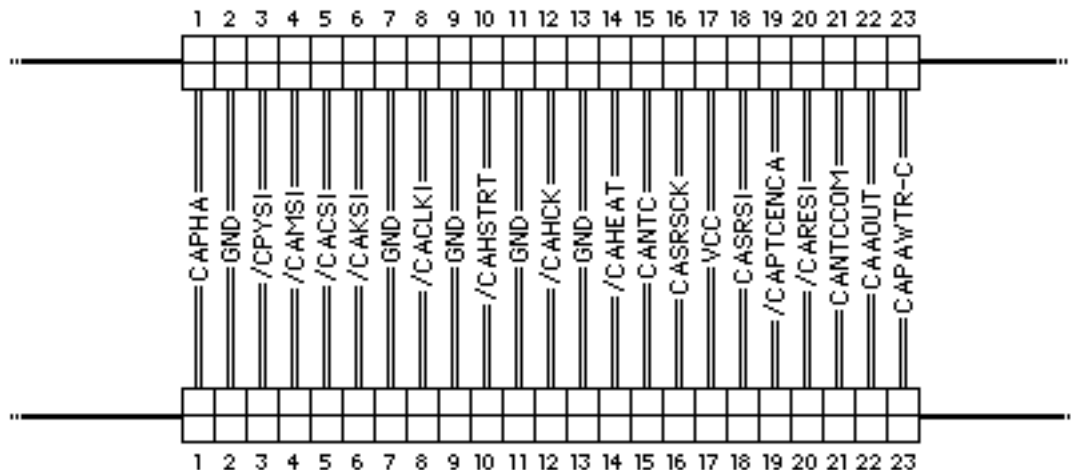 1 2 3 4 5 6 7 8 9 10 11 12 13 14 15 16 17 18 19 20 21 22 23
CAPHA
GND
/CPYSI
/CAMSI
/CACSI
/CAKSI
GND
/CACLKI
GND
/CAHSTRT
GND
/CAHCK
GND
/CAHEAT
CANTC
CASRSCK
VCC
CASRSI
/CAPTCENCA
/CARESI
CANTCCOM
CAAOUT
CAPAWTR-C
1 2 3 4 5 6 7 8 9 10 11 12 13 14 15 16 17 18 19 20 21 22 23